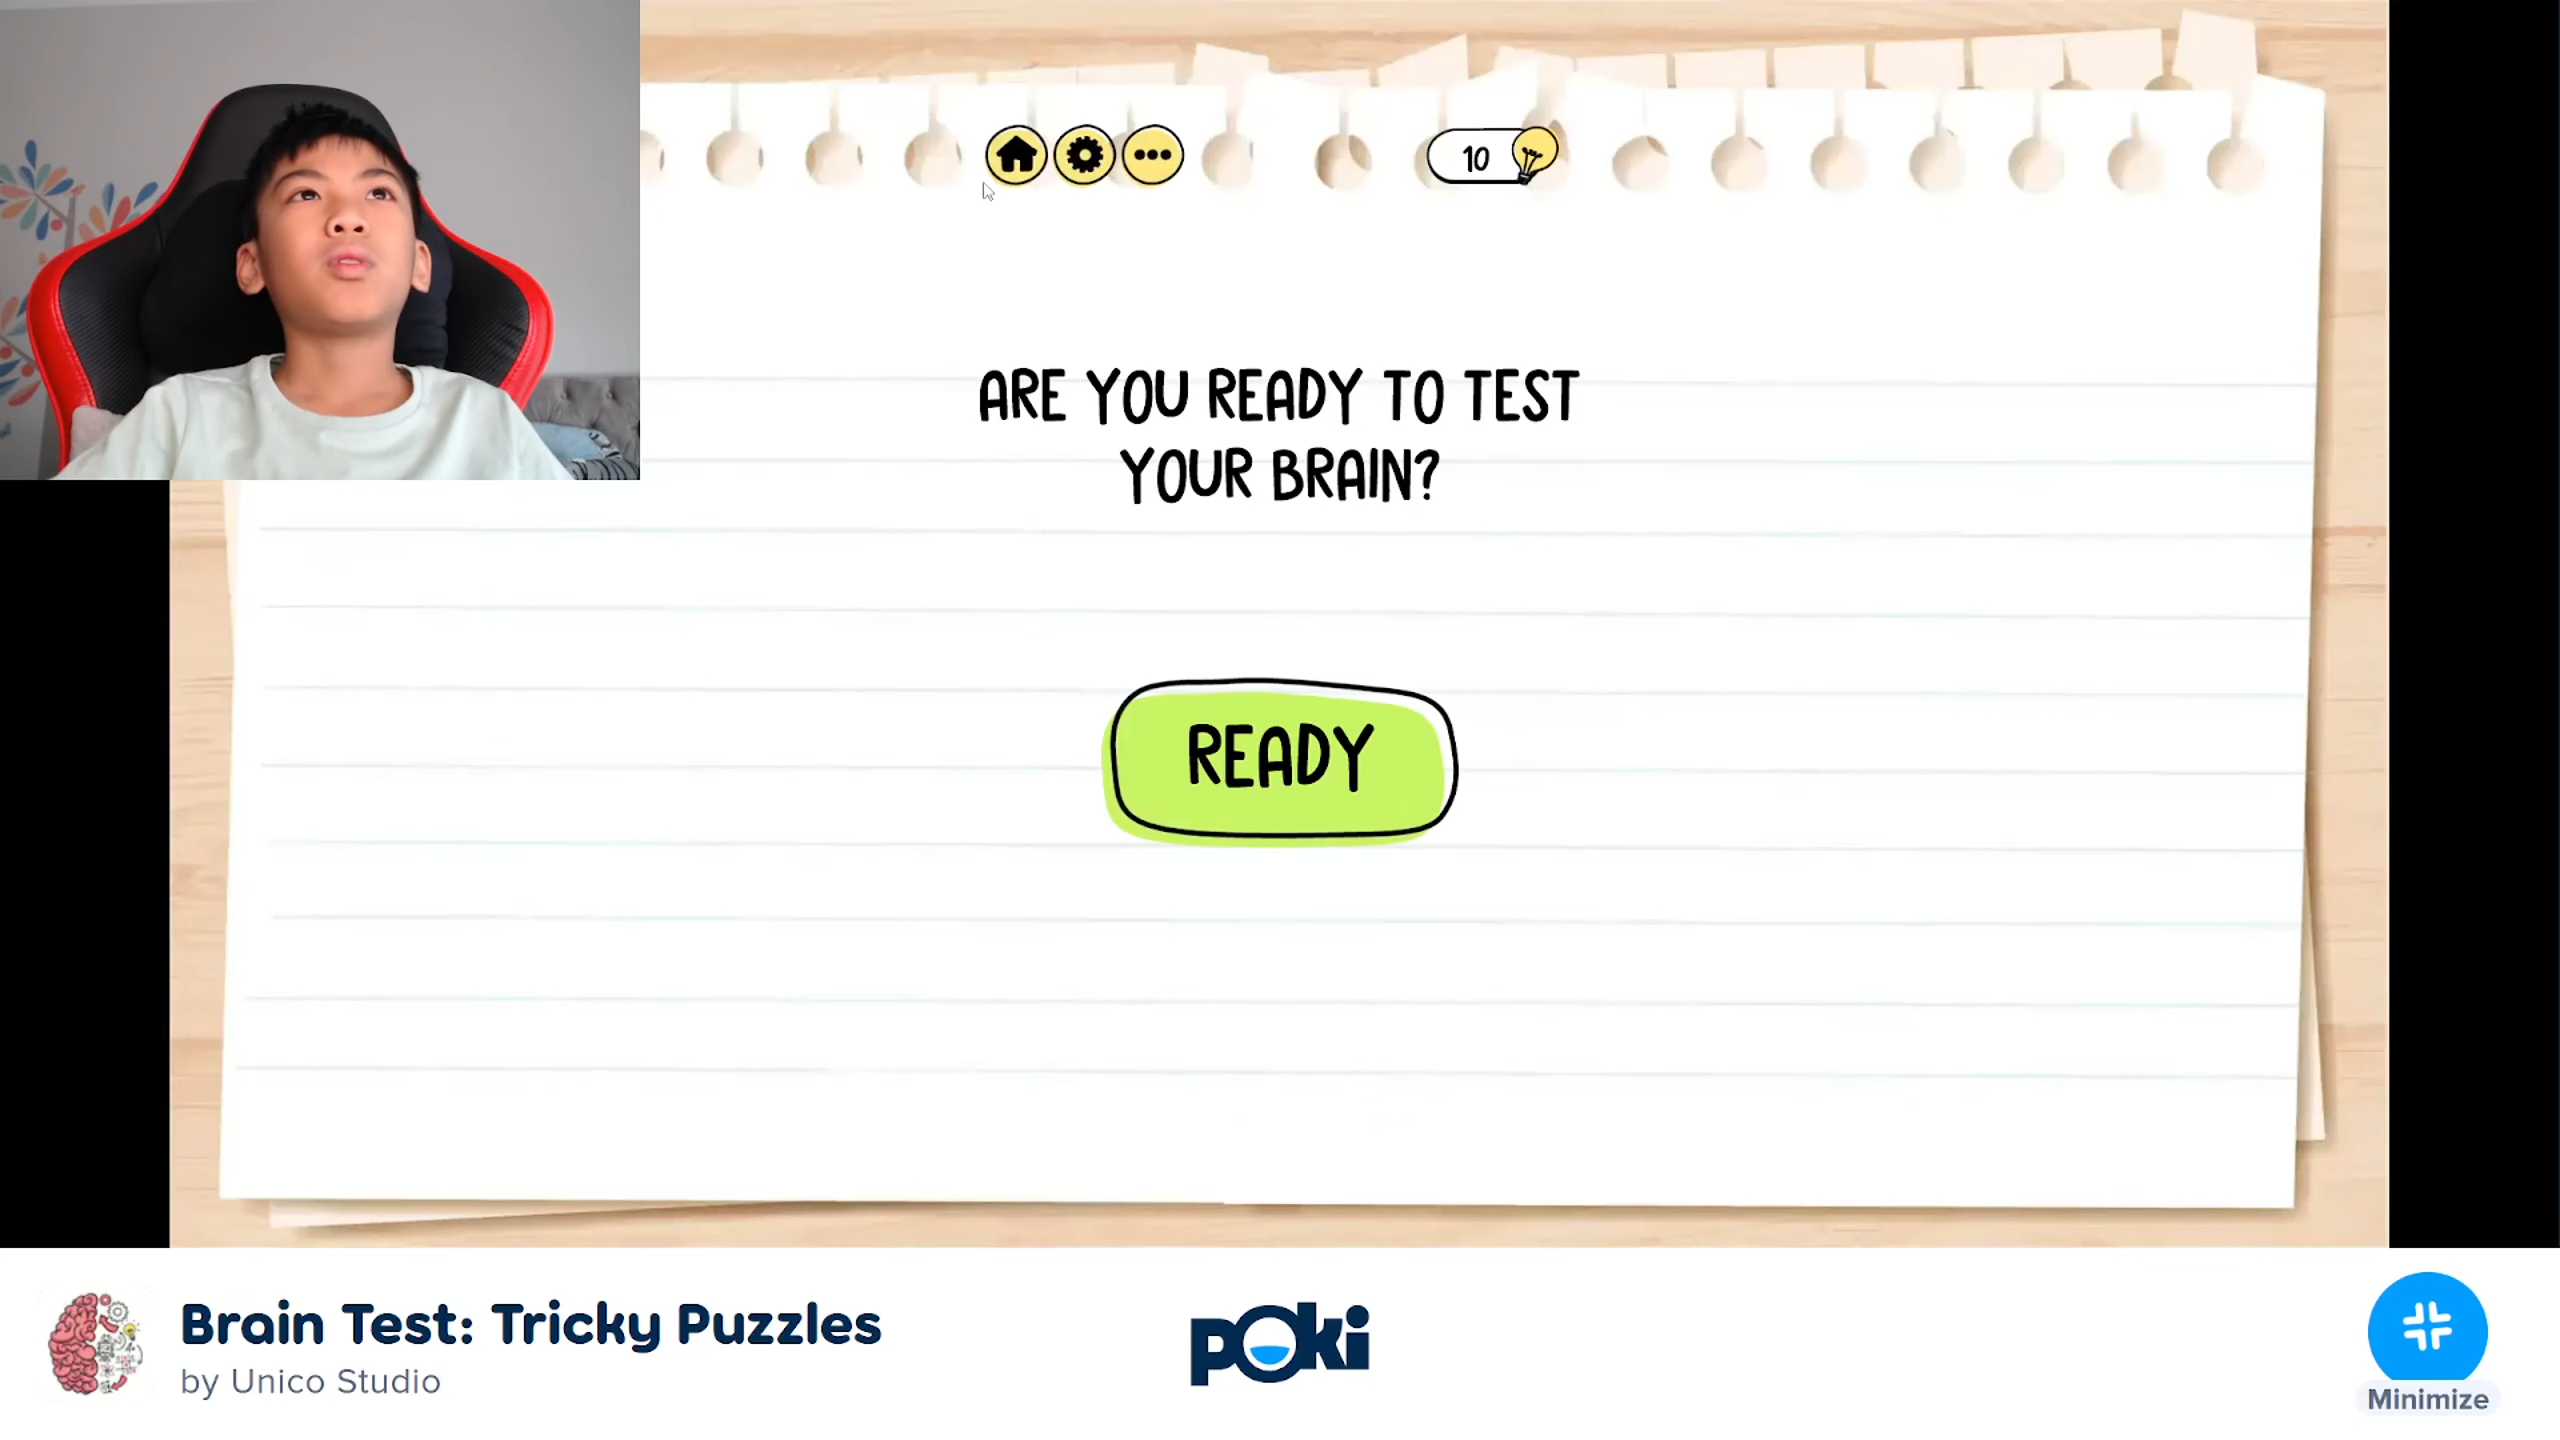 10
ARE YOU READY TO TEST
YOUR BRAIN?
READY
Brain Test: Tricky Puzzles
by Unico Studio
POKi
Minimize